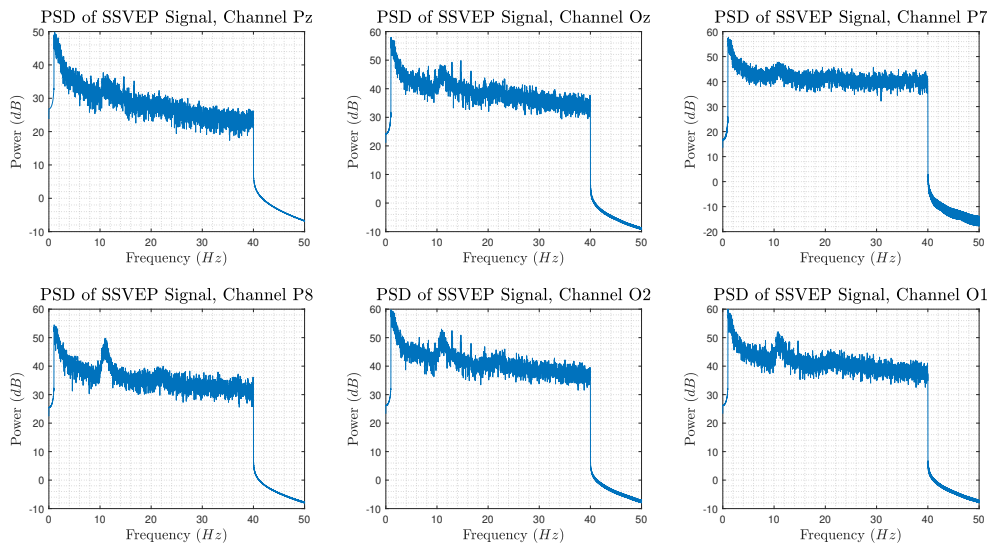 PSD of SSVEP Signal, Channel Pz
50
40
30
20
10
0
-10
Power (dB)
0 10 20 30 40 50
Frequency (Hz)
PSD of SSVEP Signal, Channel Oz
60
50
40
30
20
10
0
-10
Power (dB)
0 10 20 30 40 50
Frequency (Hz)
PSD of SSVEP Signal, Channel P7
60
40
30
20
10
0
-10
-20
Power (dB)
0 10 20 30 40 50
Frequency (Hz)
PSD of SSVEP Signal, Channel P8
60
50
40
30
20
10
0
-10
Power (dB)
0 10 20 30 40 50
Frequency (Hz)
PSD of SSVEP Signal, Channel O2
60
50
40
30
20
10
0
-10
Power (dB)
0 10 20 30 40 50
Frequency (Hz)
PSD of SSVEP Signal, Channel O1
60
50
40
30
20
10
0
-10
Power (dB)
0 10 20 30 40 50
Frequency (Hz)